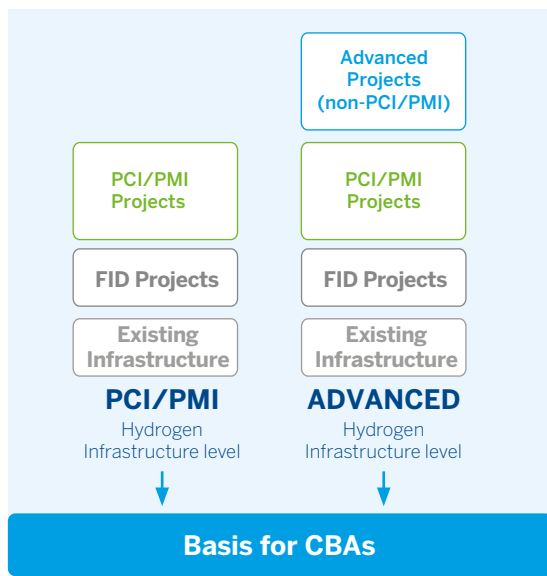 Advanced
Projects
(non-PCI/PMI)
PCI/PMI
Projects
PCI/PMI
Projects
FID Projects
FID Projects
Existing
Infrastructure
Existing
Infrastructure
PCI/PMI
Hydrogen
Infrastructure level
ADVANCED
Hydrogen
Infrastructure level
Basis for CBAs